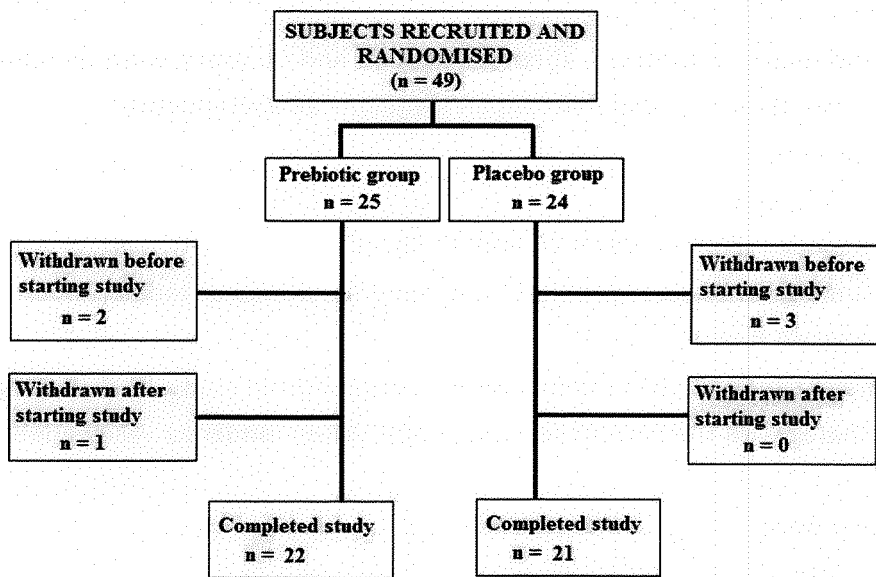 SUBJECTS RECRUITED AND
RANDOMISED
(n = 49)
Prebiotic group
n = 25
Placebo group
n = 24
Withdrawn before
starting study
n = 2
Withdrawn before
starting study
n = 3
Withdrawn after
starting study
n = 1
Withdrawn after
starting study
n = 0
Completed study
n = 22
Completed study
n = 21